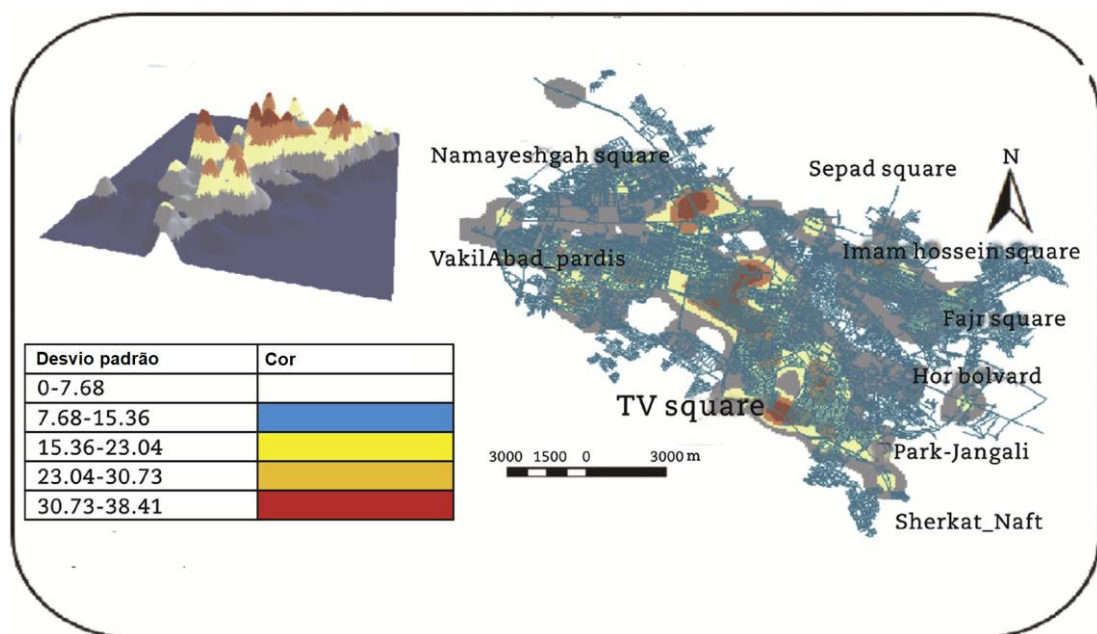 Namayeshgah square
Sepad square
N
VakilAbad_pardis
Imam hossein square
Fajr square
Desvio padrão Cor
0-7.68
7.68-15.36
15.36-23.04
23.04-30.73
30.73-38.41
Hor bolvard
TV square
Park-Jangali
3000 1500 0 3000 m
Sherkat_Naft